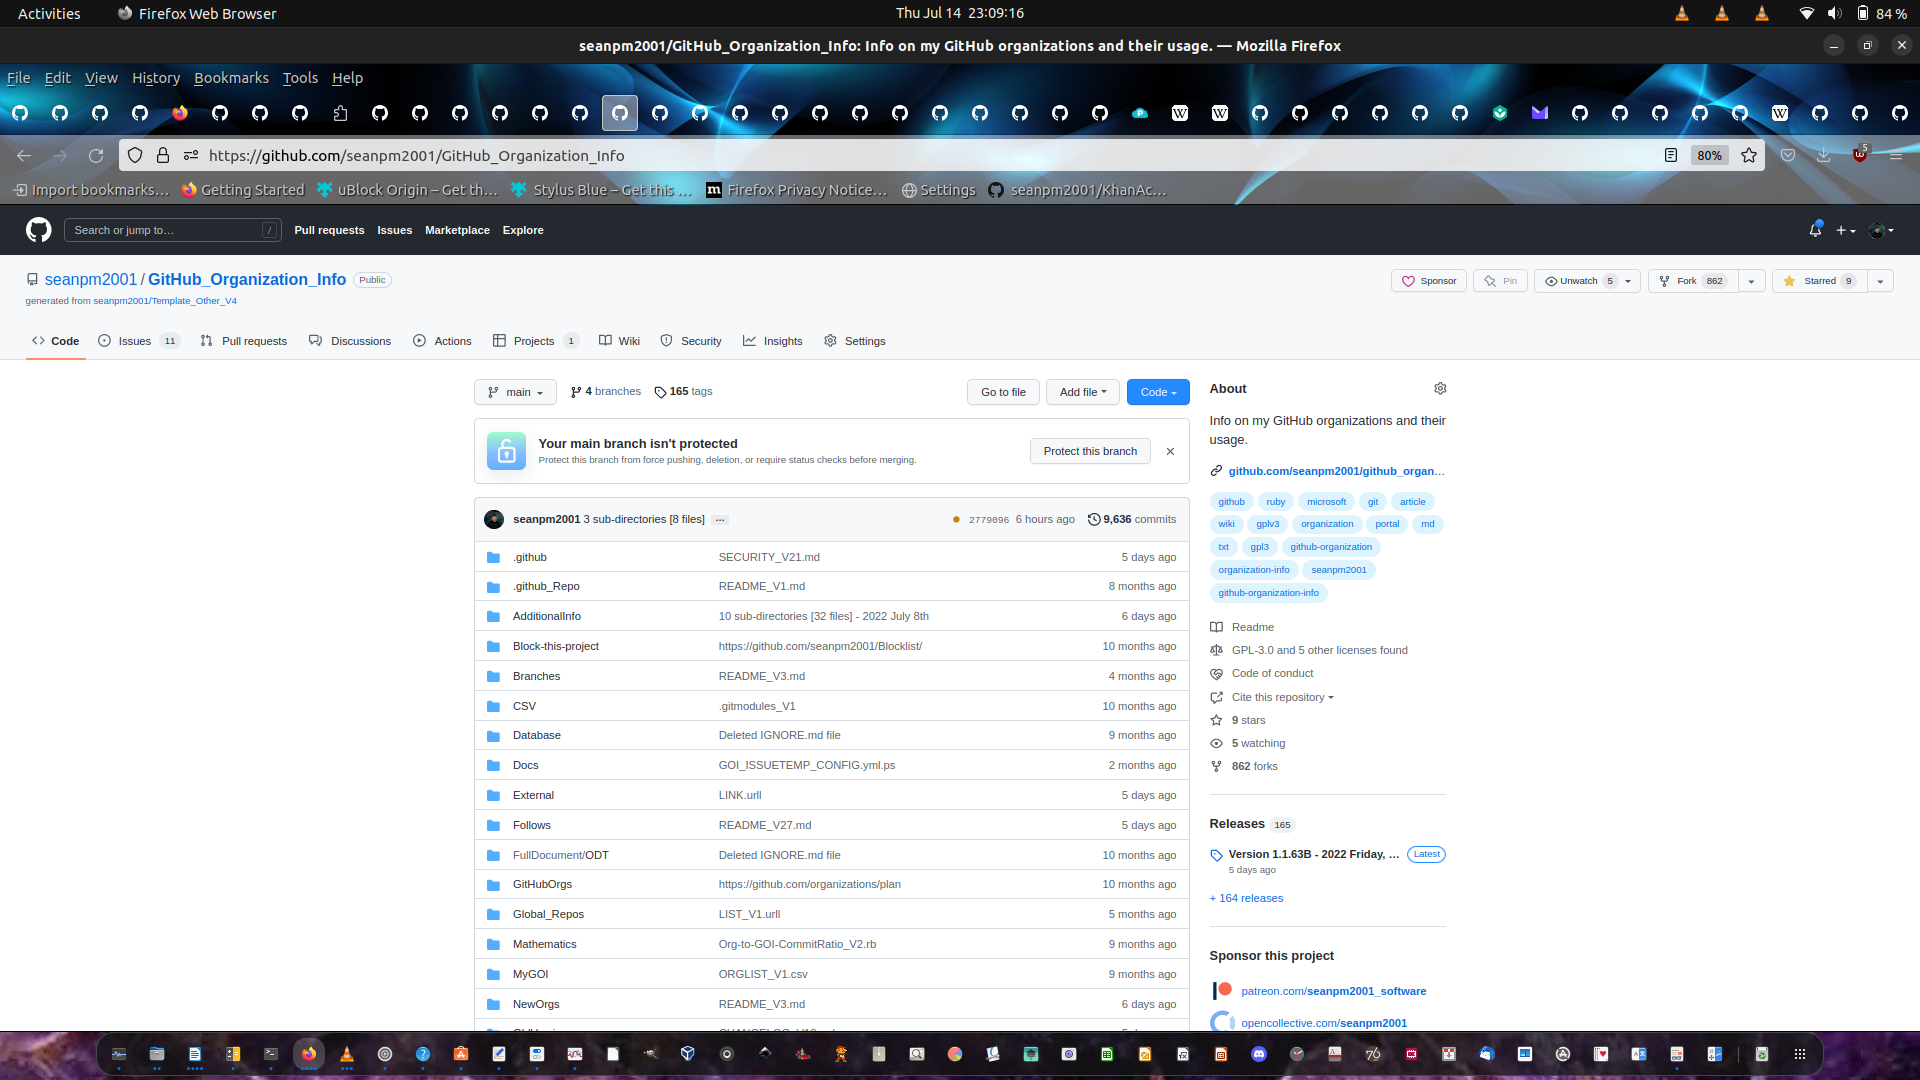 Activities
Firefox Web Browser
Thu Jul 14 23:09:16
84 %
seanpm2001/GitHub_Organization_Info: Info on my GitHub organizations and their usage. — Mozilla Firefox
File Edit View History Bookmarks Tools Help
https://github.com/seanpm2001/GitHub_Organization_Info
80%
5
Import bookmarks… Getting Started uBlock Origin – Get th… Stylus Blue – Get this … Firefox Privacy Notice… Settings seanpm2001/KhanAc…
Search or jump to… /
Pull requests Issues Marketplace Explore
seanpm2001 / GitHub_Organization_Info Public
generated from seanpm2001/Template_Other_V4
Sponsor Pin Unwatch 5 Fork 862 Starred 9
Code Issues 11 Pull requests Discussions Actions Projects 1 Wiki Security Insights Settings
main 4 branches 165 tags
Go to file Add file Code
Your main branch isn't protected
Protect this branch from force pushing, deletion, or require status checks before merging.
Protect this branch
seanpm2001 3 sub-directories [8 files] ... 2779096 6 hours ago 9,636 commits
.github SECURITY_V21.md 5 days ago
.github_Repo README_V1.md 8 months ago
AdditionalInfo 10 sub-directories [32 files] - 2022 July 8th 6 days ago
Block-this-project https://github.com/seanpm2001/Blocklist/ 10 months ago
Branches README_V3.md 4 months ago
CSV .gitmodules_V1 10 months ago
Database Deleted IGNORE.md file 9 months ago
Docs GOI_ISSUETEMP_CONFIG.yml.ps 2 months ago
External LINK.urll 5 days ago
Follows README_V27.md 5 days ago
FullDocument/ODT Deleted IGNORE.md file 10 months ago
GitHubOrgs https://github.com/organizations/plan 10 months ago
Global_Repos LIST_V1.urll 5 months ago
Mathematics Org-to-GOI-CommitRatio_V2.rb 9 months ago
MyGOI ORGLIST_V1.csv 9 months ago
NewOrgs README_V3.md 6 days ago
About
Info on my GitHub organizations and their
usage.
github.com/seanpm2001/github_organ…
github ruby microsoft git article
wiki gplv3 organization portal md
txt gpl3 github-organization
organization-info seanpm2001
github-organization-info
Readme
GPL-3.0 and 5 other licenses found
Code of conduct
Cite this repository
9 stars
5 watching
862 forks
Releases 165
Version 1.1.63B - 2022 Friday, … Latest
5 days ago
+ 164 releases
Sponsor this project
patreon.com/seanpm2001_software
opencollective.com/seanpm2001